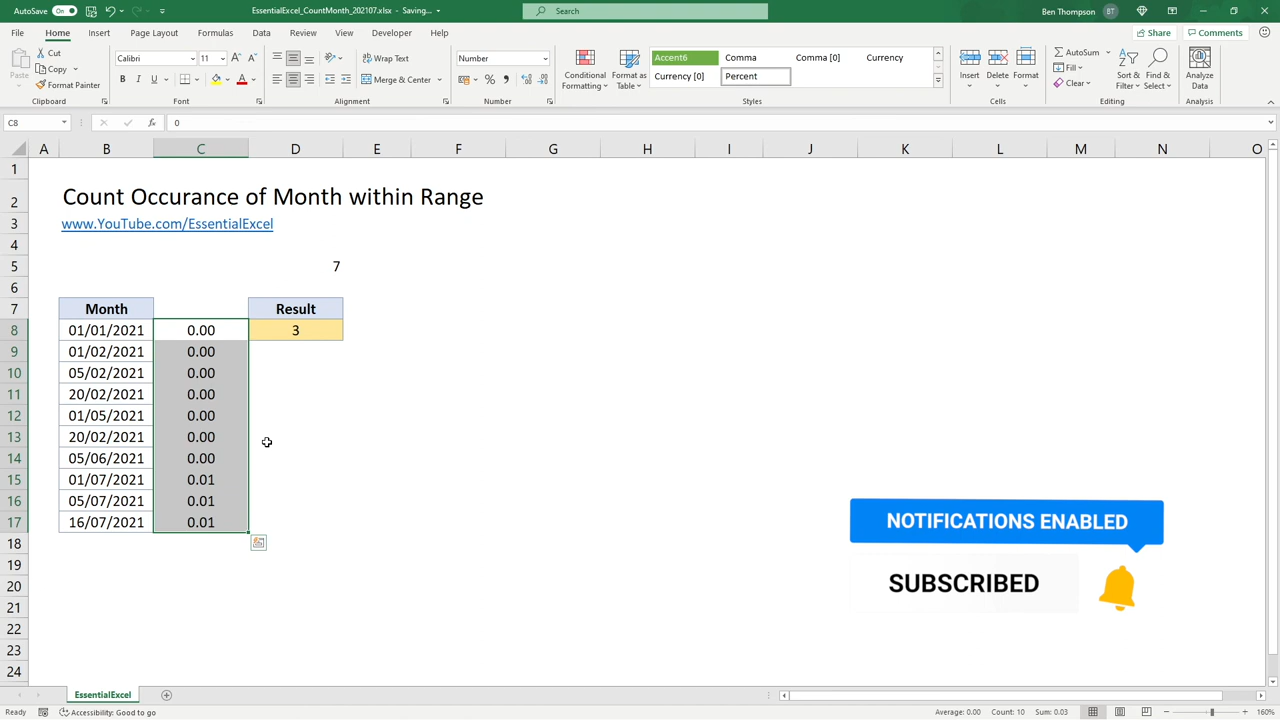 AutoSave On EssentialExcel_CountMonth_202107.xlsx - Saving... Search Ben Thompson BT
File Home Insert Page Layout Formulas Data Review View Developer Help Share Comments
Paste Cut Copy Format Painter Clipboard
Calibri 11 B I U A A Font
Wrap Text Merge & Center Alignment
Number % , Number
Conditional Formatting Format as Table
Accent6 Comma Comma [0] Currency
Currency [0] Percent
Styles
Insert Delete Format Cells
AutoSum Fill Clear Sort & Filter Find & Select Editing
Analyze Data Analysis
C8 fx 0
A B C D E F G H I J K L M N O
1
2 Count Occurance of Month within Range
3 www.YouTube.com/EssentialExcel
4
5 7
6
7 Month Result
8 01/01/2021 0.00 3
9 01/02/2021 0.00
10 05/02/2021 0.00
11 20/02/2021 0.00
12 01/05/2021 0.00
13 20/02/2021 0.00
14 05/06/2021 0.00
15 01/07/2021 0.01
16 05/07/2021 0.01
17 16/07/2021 0.01
18
19
20
21
22
23
24
NOTIFICATIONS ENABLED
SUBSCRIBED
EssentialExcel
Ready Accessibility: Good to go Average: 0.00 Count: 10 Sum: 0.03 160%